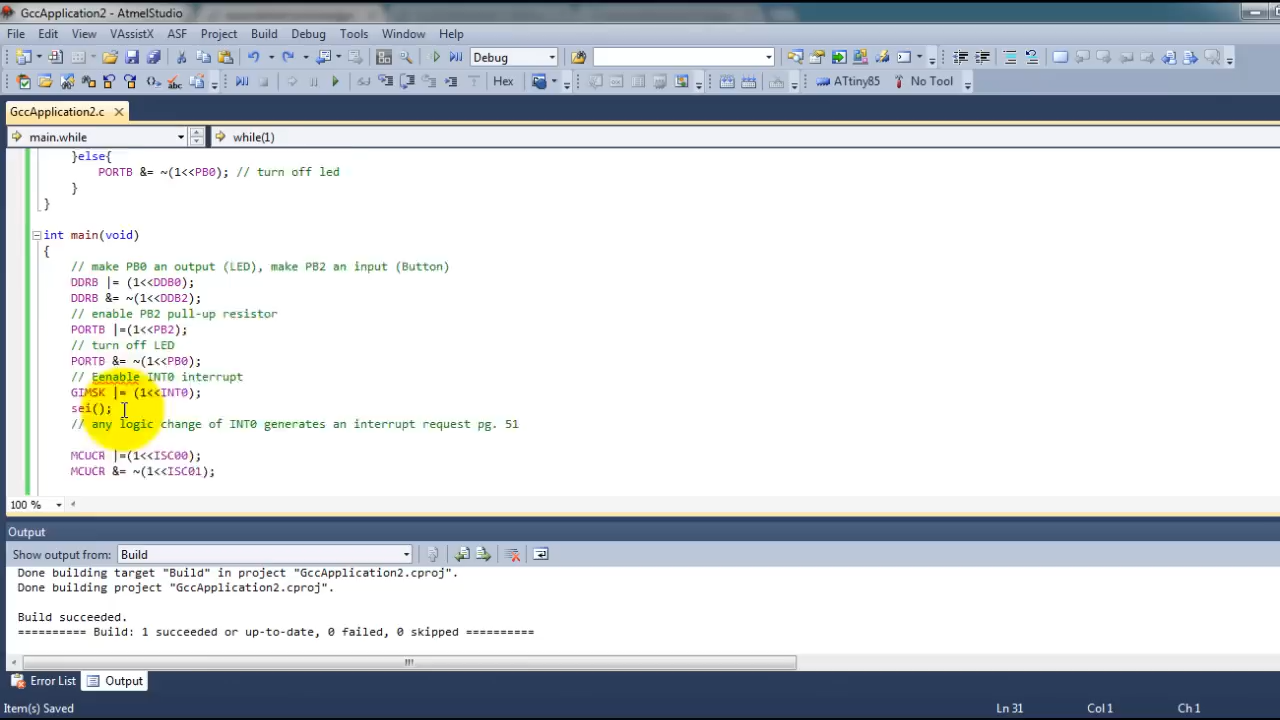 GccApplication2 - AtmelStudio
File Edit View VAssistX ASF Project Build Debug Tools Window Help
Debug
Hex ATtiny85 No Tool
GccApplication2.c
main.while while(1)
}else{
PORTB &= ~(1<<PB0); // turn off led
}
}
int main(void)
{
// make PB0 an output (LED), make PB2 an input (Button)
DDRB |= (1<<DDB0);
DDRB &= ~(1<<DDB2);
// enable PB2 pull-up resistor
PORTB |=(1<<PB2);
// turn off LED
PORTB &= ~(1<<PB0);
// Eenable INT0 interrupt
GIMSK |= (1<<INT0);
sei();
// any logic change of INT0 generates an interrupt request pg. 51
MCUCR |=(1<<ISC00);
MCUCR &= ~(1<<ISC01);
100 %
Output
Show output from: Build
Done building target "Build" in project "GccApplication2.cproj".
Done building project "GccApplication2.cproj".
Build succeeded.
========== Build: 1 succeeded or up-to-date, 0 failed, 0 skipped ==========
Error List Output
Item(s) Saved Ln 31 Col 1 Ch 1